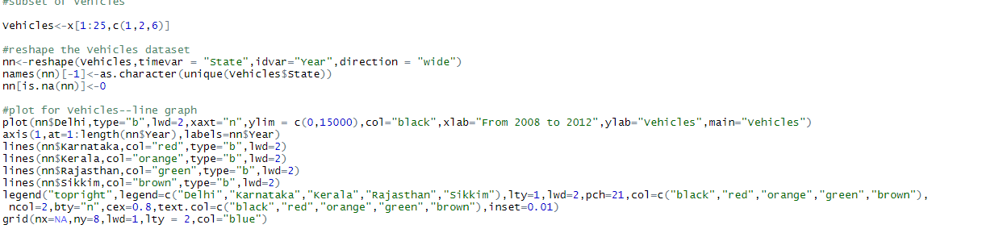 #subset of Vehicles
Vehicles<-x[1:25,c(1,2,6)]
#reshape the Vehicles dataset
nn<-reshape(Vehicles,timevar = "State",idvar="Year",direction = "wide")
names(nn)[-1]<-as.character(unique(Vehicles$State))
nn[is.na(nn)]<-0
#plot for Vehicles--line graph
plot(nn$Delhi,type="b",lwd=2,xaxt="n",ylim = c(0,15000),col="black",xlab="From 2008 to 2012",ylab="Vehicles",main="Vehicles")
axis(1,at=1:length(nn$Year),labels=nn$Year)
lines(nn$Karnataka,col="red",type="b",lwd=2)
lines(nn$Kerala,col="orange",type="b",lwd=2)
lines(nn$Rajasthan,col="green",type="b",lwd=2)
lines(nn$Sikkim,col="brown",type="b",lwd=2)
legend("topright",legend=c("Delhi","Karnataka","Kerala","Rajasthan","Sikkim"),lty=1,lwd=2,pch=21,col=c("black","red","orange","green","brown"),
ncol=2,bty="n",cex=0.8,text.col=c("black","red","orange","green","brown"),inset=0.01)
grid(nx=NA,ny=8,lwd=1,lty = 2,col="blue")